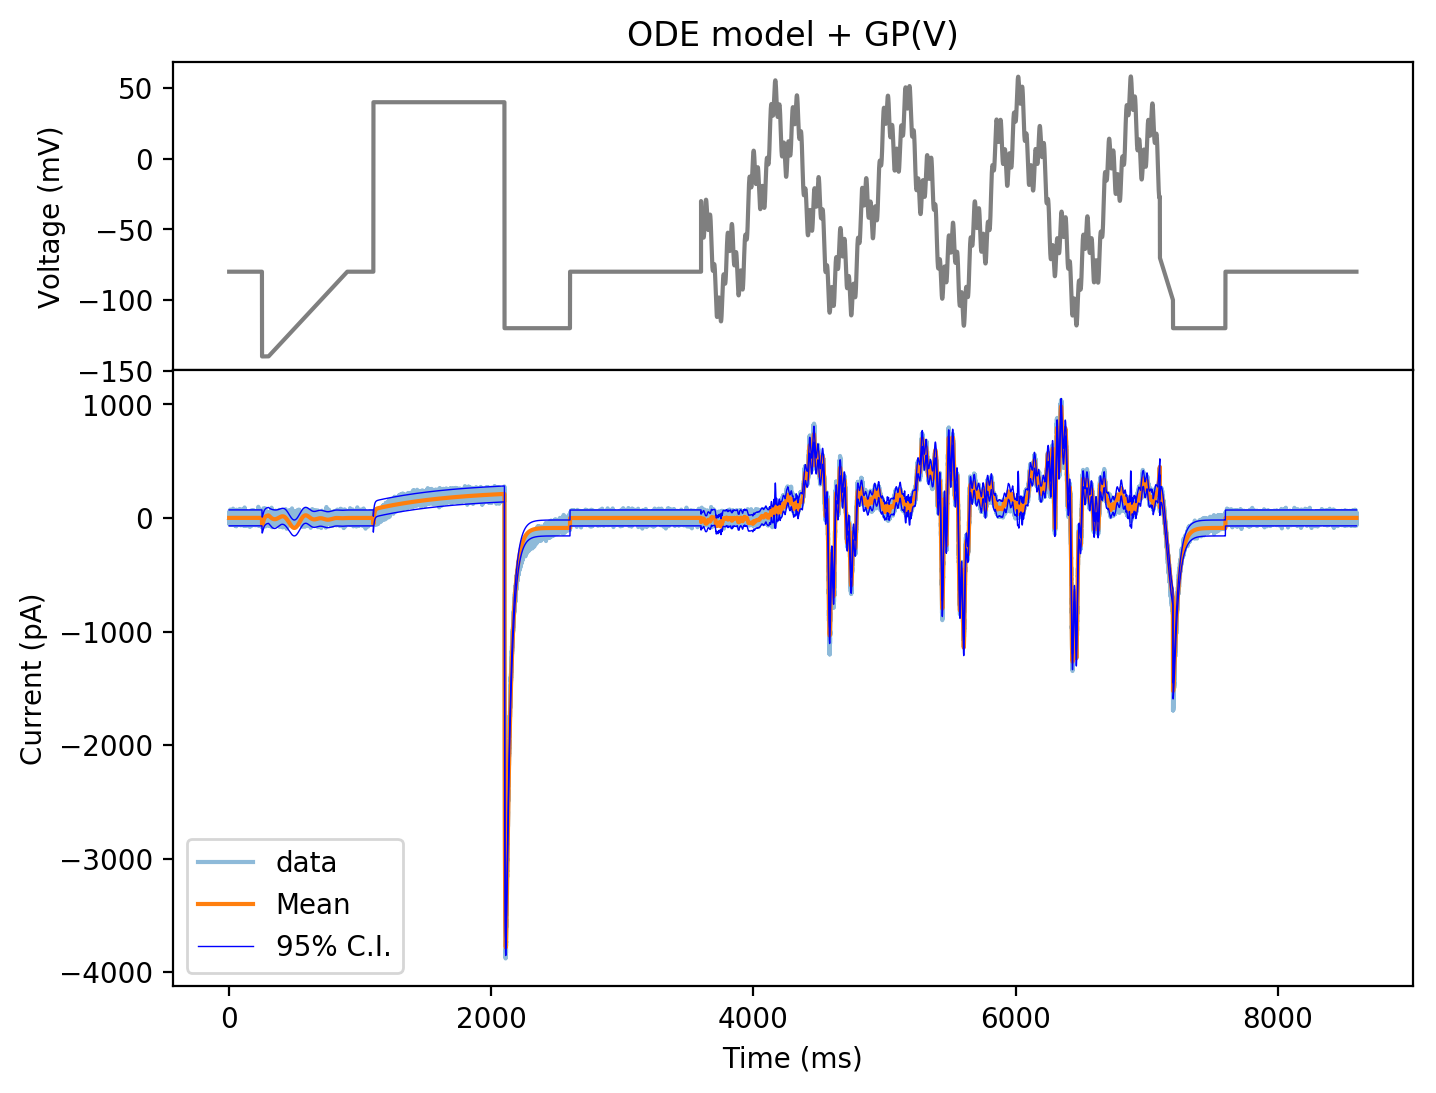 ODE model + GP(V)
Voltage (mV)
50
0
−50
−100
−150
Current (pA)
1000
0
−1000
−2000
−3000
−4000
data
Mean
95% C.I.
0 2000 4000 6000 8000
Time (ms)